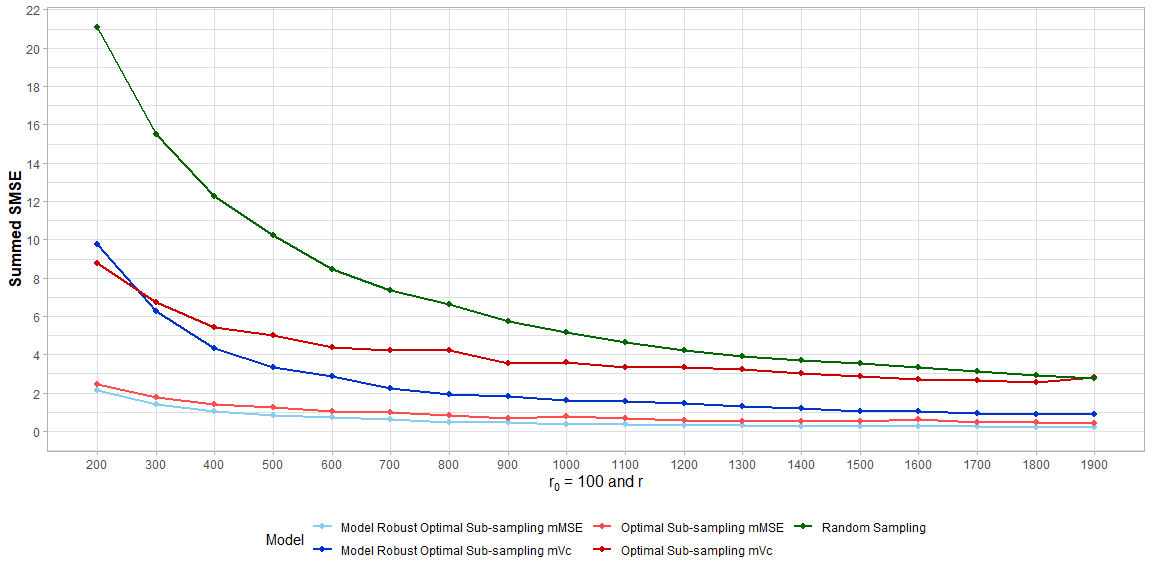 Summed SMSE
22
20
18
16
14
12
10
8
6
4
2
0
200 300 400 500 600 700 800 900 1000 1100 1200 1300 1400 1500 1600 1700 1800 1900
r₀ = 100 and r
Model
Model Robust Optimal Sub-sampling mMSE Optimal Sub-sampling mMSE Random Sampling
Model Robust Optimal Sub-sampling mVc Optimal Sub-sampling mVc